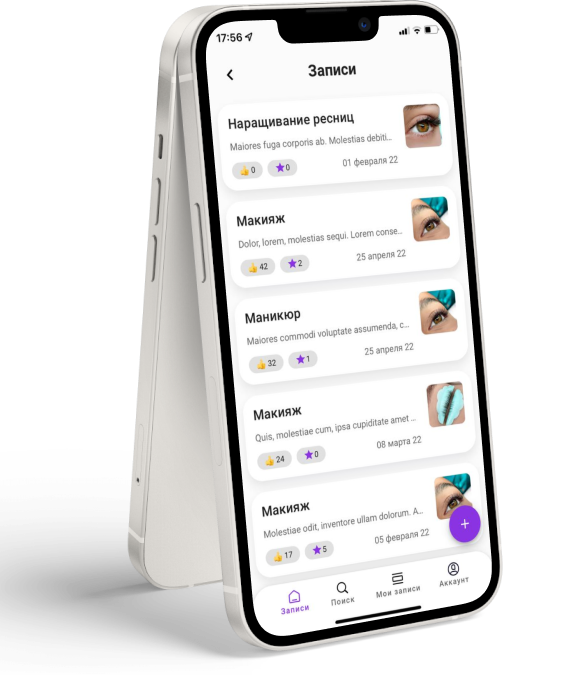 17:56
Записи
Наращивание ресниц
Maiores fuga corporis ab. Molestias debiti...
0 0 01 февраля 22
Макияж
Dolor, lorem, molestias sequi. Lorem conse...
42 2 25 апреля 22
Маникюр
Maiores commodi voluptate assumenda, c...
32 1 25 апреля 22
Макияж
Quis, molestiae cum, ipsa cupiditate amet ...
24 0 08 марта 22
Макияж
Molestiae odit, inventore ullam dolorum. A...
17 5 05 февраля 22
+
Записи Поиск Мои записи Аккаунт